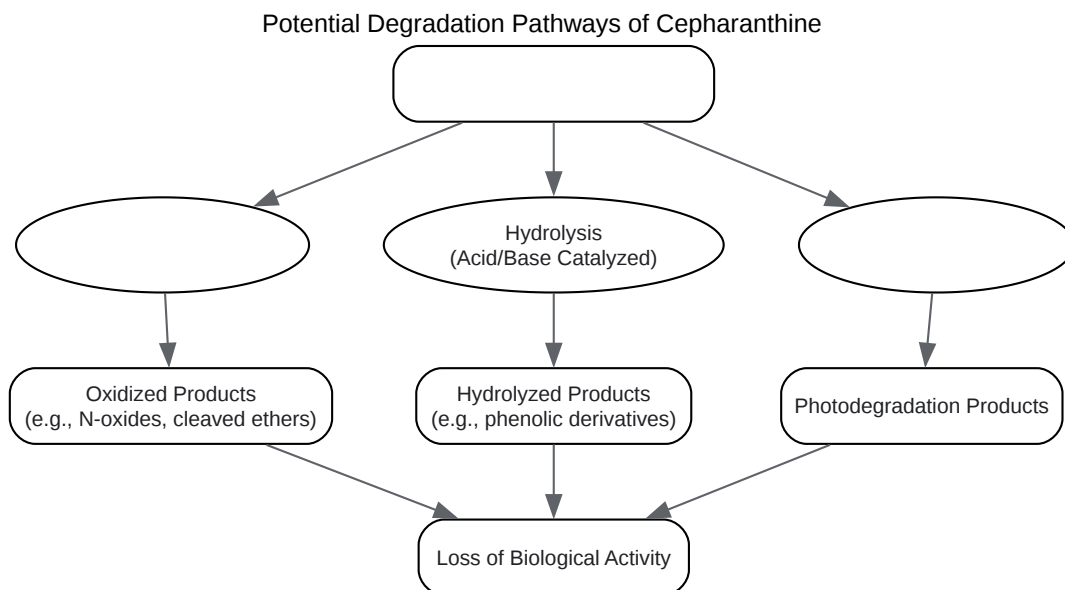 Potential Degradation Pathways of Cepharanthine
Hydrolysis
(Acid/Base Catalyzed)
Oxidized Products
(e.g., N-oxides, cleaved ethers)
Hydrolyzed Products
(e.g., phenolic derivatives)
Photodegradation Products
Loss of Biological Activity